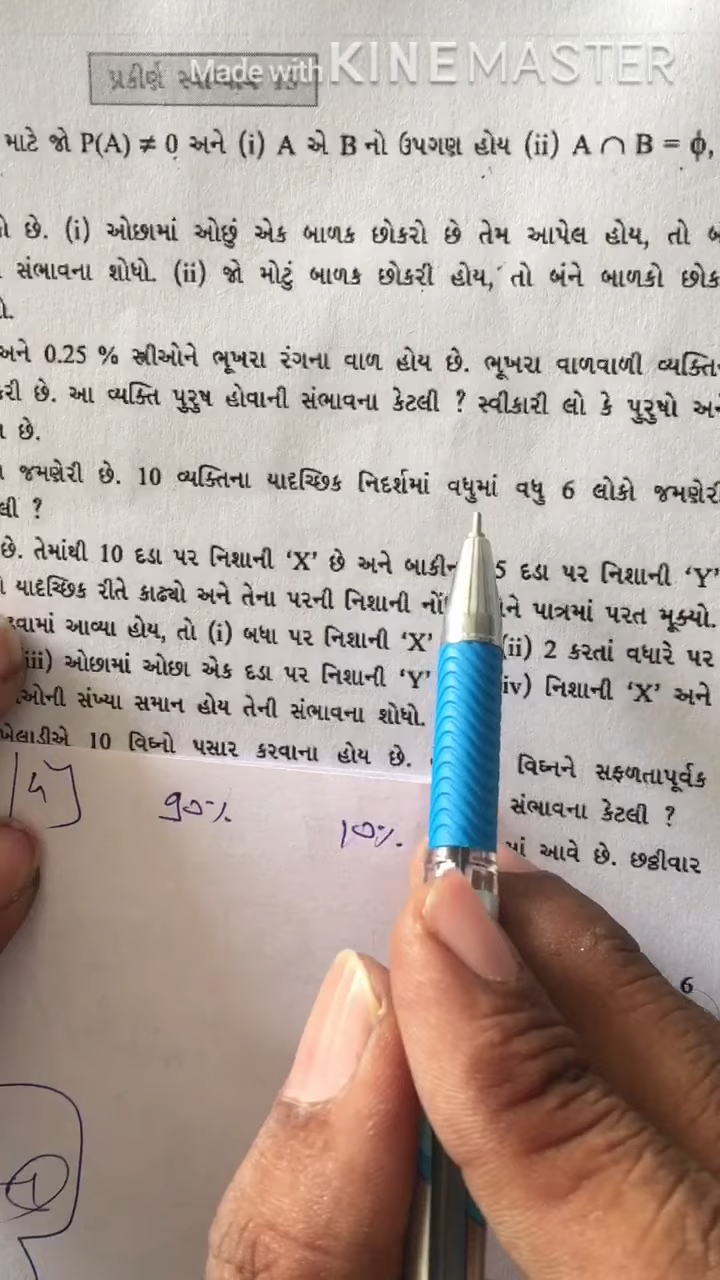 Made with KINEMASTER
પ્રકીર્ણ
માટે જો P(A) ≠ 0 અને (i) A એ B નો ઉપગણ હોય (ii) A ∩ B = ϕ,
છે. (i) ઓછામાં ઓછું એક બાળક છોકરો છે તેમ આપેલ હોય, તો
સંભાવના શોધો. (ii) જો મોટું બાળક છોકરી હોય, તો બંને બાળકો
અને 0.25 % સ્ત્રીઓને ભૂખરા રંગના વાળ હોય છે. ભૂખરા વાળવાળી
છે. આ વ્યક્તિ પુરુષ હોવાની સંભાવના કેટલી ? સ્વીકારી લો કે પુરુષો
છે.
જમણેરી છે. 10 વ્યક્તિના યાદચ્છિક નિદર્શમાં વધુમાં વધુ 6 લોકો જમણેરી
?
છે. તેમાંથી 10 દડા પર નિશાની ‘X’ છે અને 5 દડા પર નિશાની ‘Y’
યાદચ્છિક રીતે કાઢ્યો અને તેના પરની નિશાની પાત્રમાં પરત મૂક્યો.
આવ્યા હોય, તો (i) બધા પર નિશાની ‘X’ (ii) 2 કરતાં વધારે પર
(iii) ઓછામાં ઓછા એક દડા પર નિશાની ‘Y’ (iv) નિશાની ‘X’ અને
સંખ્યા સમાન હોય તેની સંભાવના શોધો.
ખેલાડીએ 10 વિઘ્નો પસાર કરવાના હોય છે. વિઘ્નને સફળતાપૂર્વક
સંભાવના કેટલી ?
90% 10% આવે છે. છઠ્ઠીવાર
6